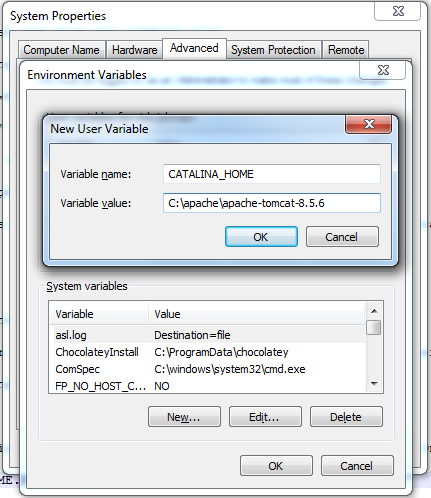 System Properties
Computer Name Hardware Advanced System Protection Remote
Environment Variables
New User Variable
Variable name: CATALINA_HOME
Variable value: C:\apache\apache-tomcat-8.5.6
OK Cancel
System variables
Variable Value
asl.log Destination=file
ChocolateyInstall C:\ProgramData\chocolatey
ComSpec C:\windows\system32\cmd.exe
FP_NO_HOST_C... NO
New... Edit... Delete
OK Cancel